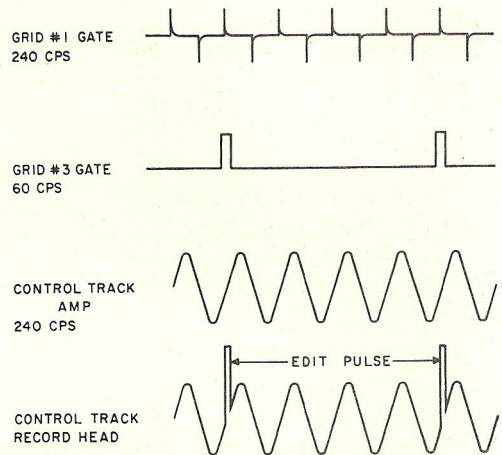 GRID #1 GATE
240 CPS
GRID #3 GATE
60 CPS
CONTROL TRACK
AMP
240 CPS
EDIT PULSE
CONTROL TRACK
RECORD HEAD